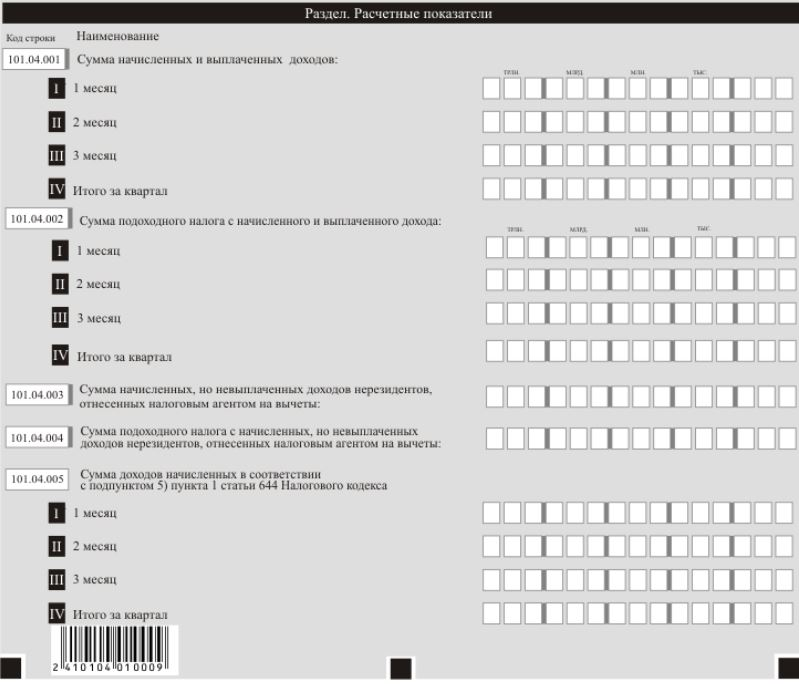 Раздел. Расчетные показатели
Код строки Наименование
101.04.001 Сумма начисленных и выплаченных доходов:
ТРЛН. МЛРД. МЛН. ТЫС.
I 1 месяц
II 2 месяц
III 3 месяц
IV Итого за квартал
101.04.002 Сумма подоходного налога с начисленного и выплаченного дохода:
ТРЛН. МЛРД. МЛН. ТЫС.
I 1 месяц
II 2 месяц
III 3 месяц
IV Итого за квартал
101.04.003 Сумма начисленных, но невыплаченных доходов нерезидентов,
отнесенных налоговым агентом на вычеты:
101.04.004 Сумма подоходного налога с начисленных, но невыплаченных
доходов нерезидентов, отнесенных налоговым агентом на вычеты:
101.04.005 Сумма доходов начисленных в соответствии
с подпунктом 5) пункта 1 статьи 644 Налогового кодекса
I 1 месяц
II 2 месяц
III 3 месяц
IV Итого за квартал
2 410104 010009